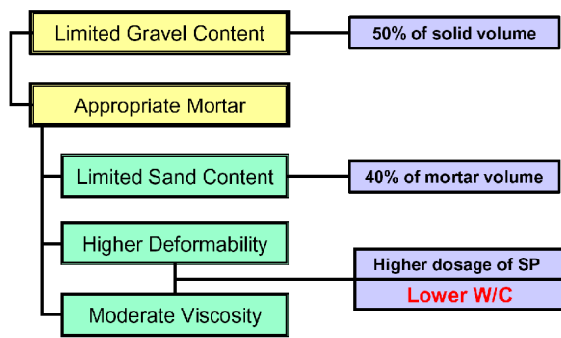 Limited Gravel Content
50% of solid volume
Appropriate Mortar
Limited Sand Content
40% of mortar volume
Higher Deformability
Higher dosage of SP
Lower W/C
Moderate Viscosity